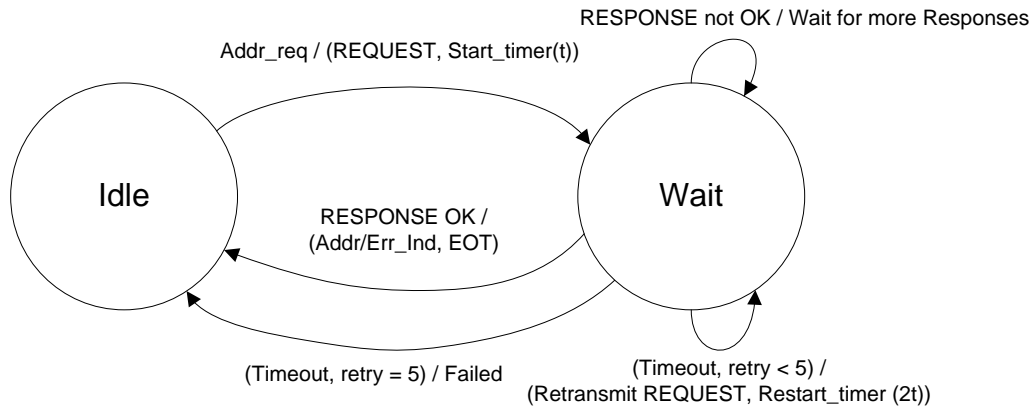 RESPONSE not OK / Wait for more Responses
Addr_req / (REQUEST, Start_timer(t))
Idle
Wait
RESPONSE OK /
(Addr/Err_Ind, EOT)
(Timeout, retry = 5) / Failed
(Timeout, retry < 5) /
(Retransmit REQUEST, Restart_timer (2t))